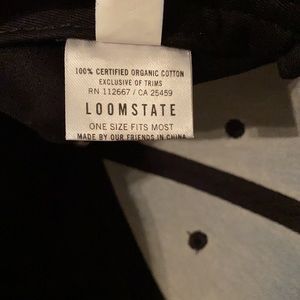 100% CERTIFIED ORGANIC COTTON
EXCLUSIVE OF TRIMS
RN 112667 / CA 25459
LOOMSTATE
ONE SIZE FITS MOST
MADE BY OUR FRIENDS IN CHINA